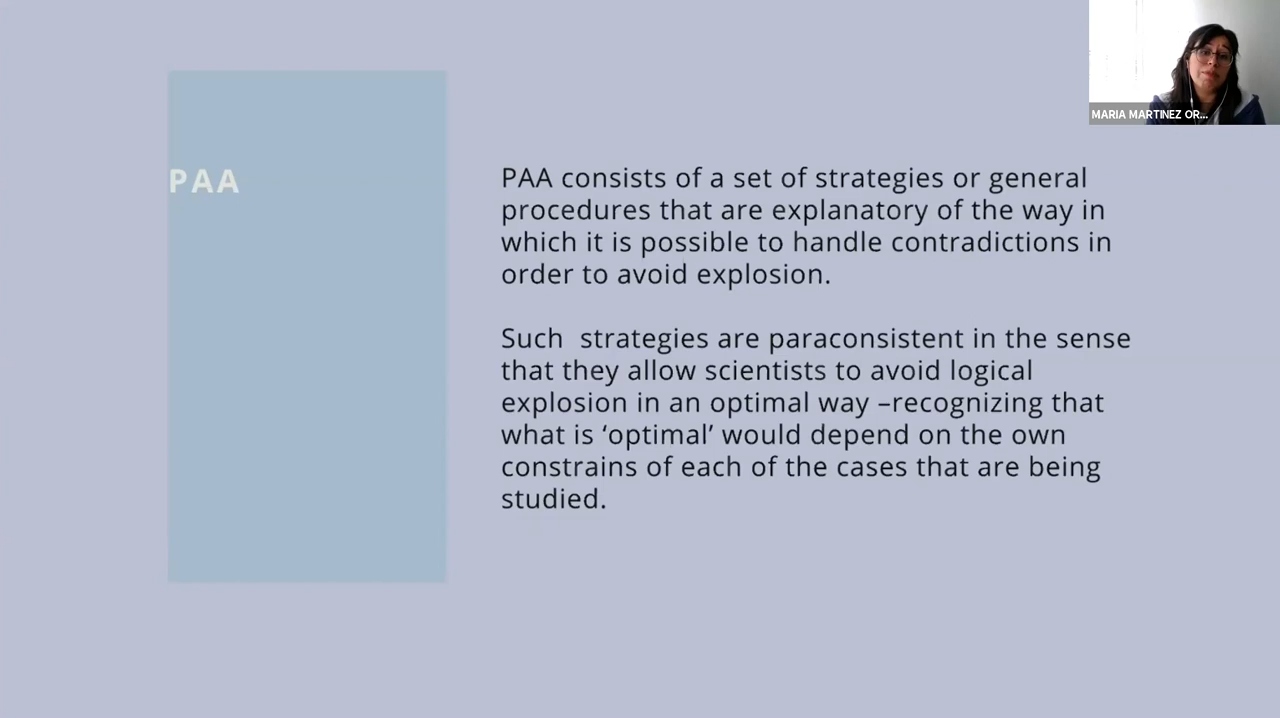 MARIA MARTINEZ OR...
PAA
PAA consists of a set of strategies or general
procedures that are explanatory of the way in
which it is possible to handle contradictions in
order to avoid explosion.
Such  strategies are paraconsistent in the sense
that they allow scientists to avoid logical
explosion in an optimal way –recognizing that
what is ‘optimal’ would depend on the own
constrains of each of the cases that are being
studied.